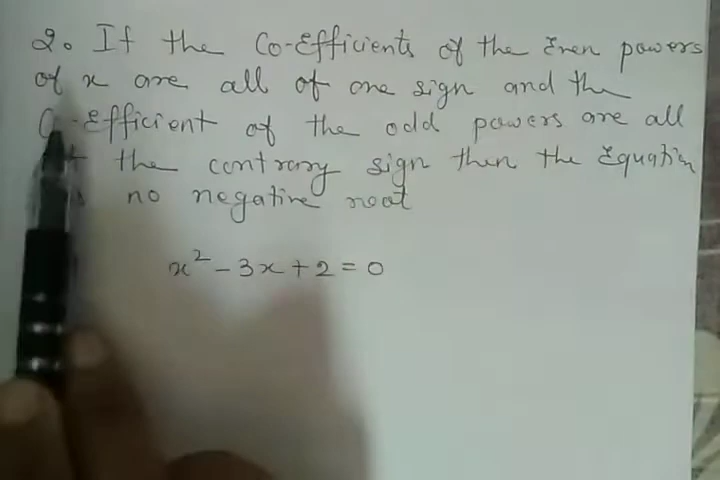 2. If the Co-efficients of the Even powers
of x are all of one sign and the
-Efficient of the odd powers are all
the contrary sign then the Equation
no negative root
x² - 3x + 2 = 0